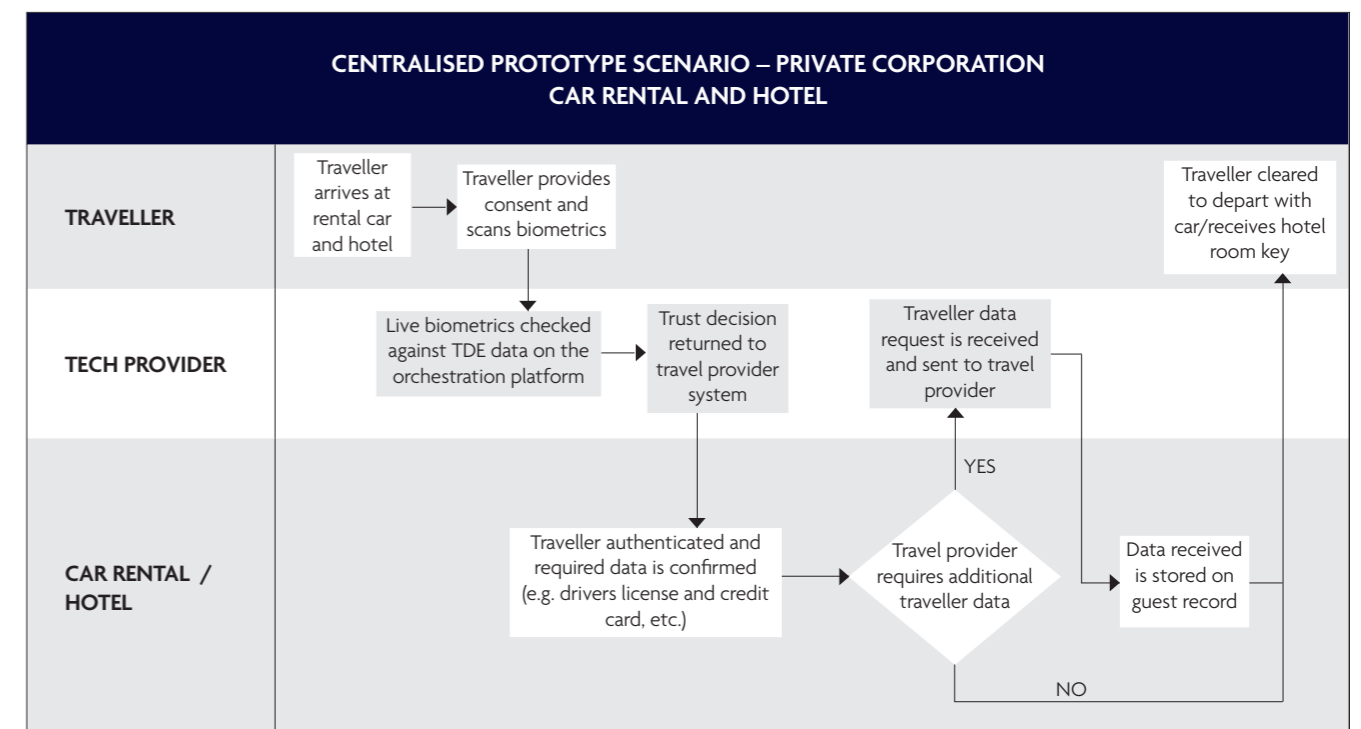 CENTRALISED PROTOTYPE SCENARIO – PRIVATE CORPORATION
CAR RENTAL AND HOTEL
TRAVELLER
Traveller
arrives at
rental car
and hotel
Traveller provides
consent and
scans biometrics
Traveller cleared
to depart with
car/receives hotel
room key
TECH PROVIDER
Live biometrics checked
against TDE data on the
orchestration platform
Trust decision
returned to
travel provider
system
Traveller data
request is received
and sent to travel
provider
YES
CAR RENTAL /
HOTEL
Traveller authenticated and
required data is confirmed
(e.g. drivers license and credit
card, etc.)
Travel provider
requires additional
traveller data
Data received
is stored on
guest record
NO